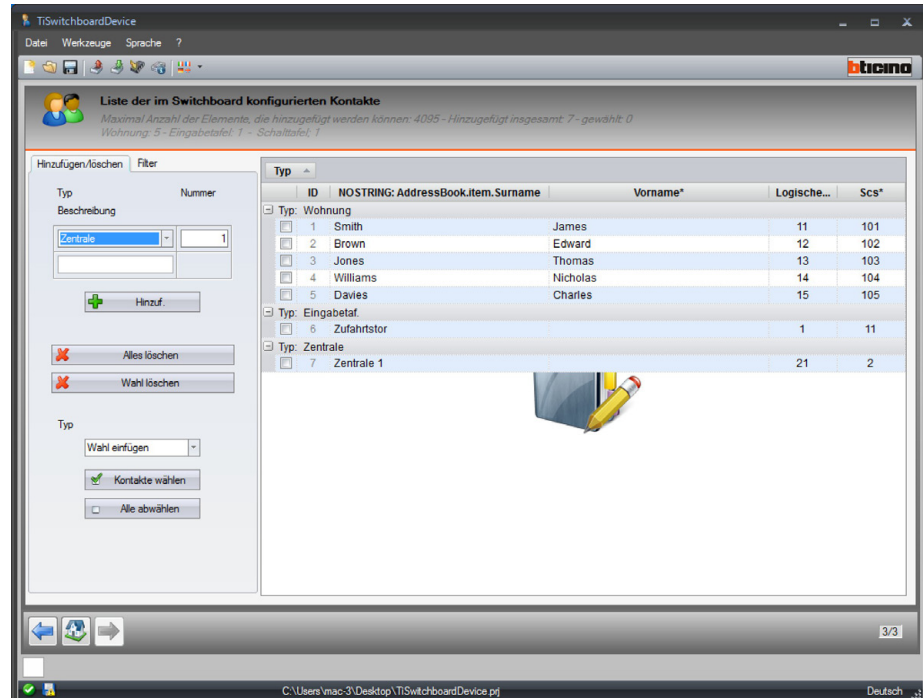 TiSwitchboardDevice
Datei Werkzeuge Sprache ?
bticino
Liste der im Switchboard konfigurierten Kontakte
Maximal Anzahl der Elemente, die hinzugefügt werden können: 4095 - Hinzugefügt insgesamt: 7 - gewählt: 0
Wohnung: 5 - Eingabetafel: 1 - Schalttafel: 1
Hinzufügen/löschen Filter
Typ Nummer
Beschreibung
Zentrale 1
Hinzuf.
Alles löschen
Wahl löschen
Typ
Wahl einfügen
Kontakte wählen
Alle abwählen
Typ
ID NOSTRING: AddressBook.item.Surname Vorname* Logische... Scs*
Typ: Wohnung
1 Smith James 11 101
2 Brown Edward 12 102
3 Jones Thomas 13 103
4 Williams Nicholas 14 104
5 Davies Charles 15 105
Typ: Eingabetaf.
6 Zufahrtstor 1 11
Typ: Zentrale
7 Zentrale 1 21 2
3/3
C:\Users\mac-3\Desktop\TiSwitchboardDevice.prj Deutsch